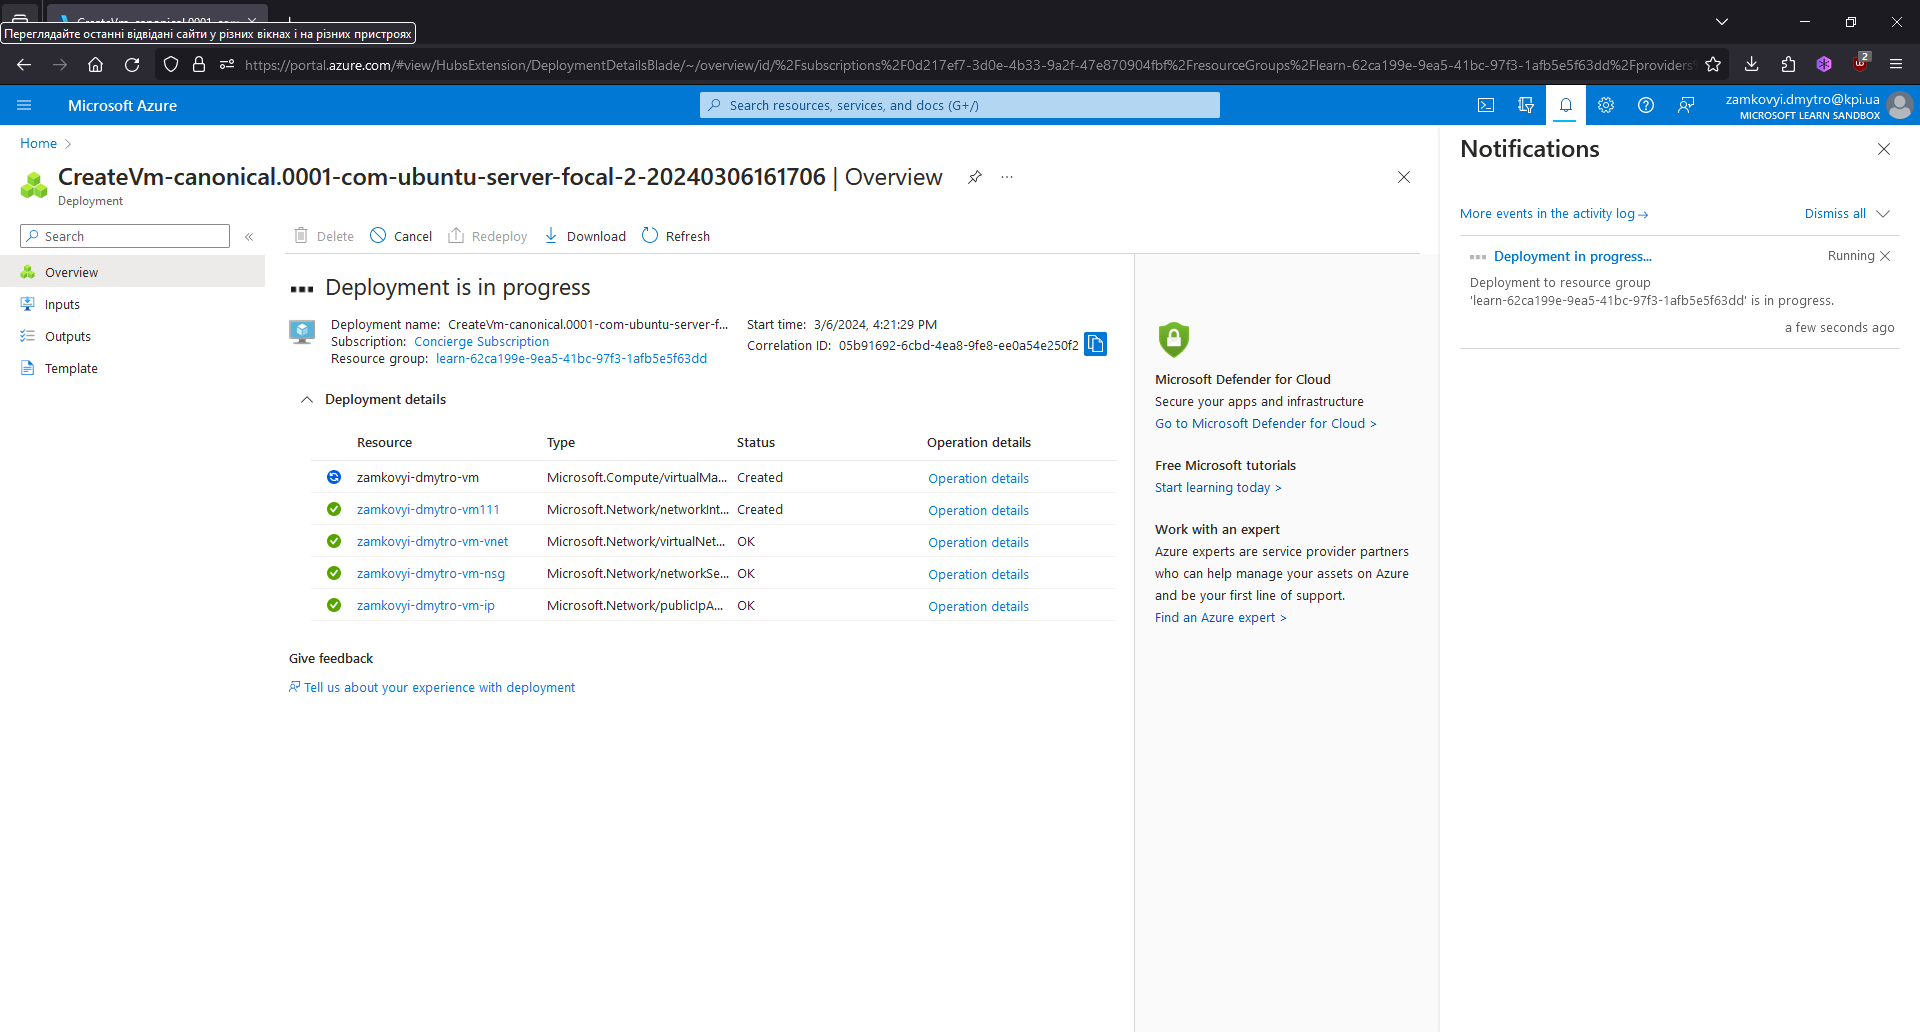 CreateVm-canonical.0001-com
Переглядайте останні відвідані сайти у різних вікнах і на різних пристроях
https://portal.azure.com/#view/HubsExtension/DeploymentDetailsBlade/~/overview/id/%2Fsubscriptions%2F0d217ef7-3d0e-4b33-9a2f-47e870904fbf%2FresourceGroups%2Flearn-62ca199e-9ea5-41bc-97f3-1afb5e5f63dd%2Fproviders
2
Microsoft Azure
Search resources, services, and docs (G+/)
zamkovyi.dmytro@kpi.ua
MICROSOFT LEARN SANDBOX
Home
CreateVm-canonical.0001-com-ubuntu-server-focal-2-20240306161706 | Overview
Deployment
Search
Delete
Cancel
Redeploy
Download
Refresh
Overview
Inputs
Outputs
Template
Deployment is in progress
Deployment name: CreateVm-canonical.0001-com-ubuntu-server-f...
Subscription: Concierge Subscription
Resource group: learn-62ca199e-9ea5-41bc-97f3-1afb5e5f63dd
Start time: 3/6/2024, 4:21:29 PM
Correlation ID: 05b91692-6cbd-4ea8-9fe8-ee0a54e250f2
Deployment details
Resource Type Status Operation details
zamkovyi-dmytro-vm Microsoft.Compute/virtualMa... Created Operation details
zamkovyi-dmytro-vm111 Microsoft.Network/networkInt... Created Operation details
zamkovyi-dmytro-vm-vnet Microsoft.Network/virtualNet... OK Operation details
zamkovyi-dmytro-vm-nsg Microsoft.Network/networkSe... OK Operation details
zamkovyi-dmytro-vm-ip Microsoft.Network/publicIpA... OK Operation details
Give feedback
Tell us about your experience with deployment
Microsoft Defender for Cloud
Secure your apps and infrastructure
Go to Microsoft Defender for Cloud >
Free Microsoft tutorials
Start learning today >
Work with an expert
Azure experts are service provider partners
who can help manage your assets on Azure
and be your first line of support.
Find an Azure expert >
Notifications
More events in the activity log →
Dismiss all
Deployment in progress...
Running
Deployment to resource group
'learn-62ca199e-9ea5-41bc-97f3-1afb5e5f63dd' is in progress.
a few seconds ago